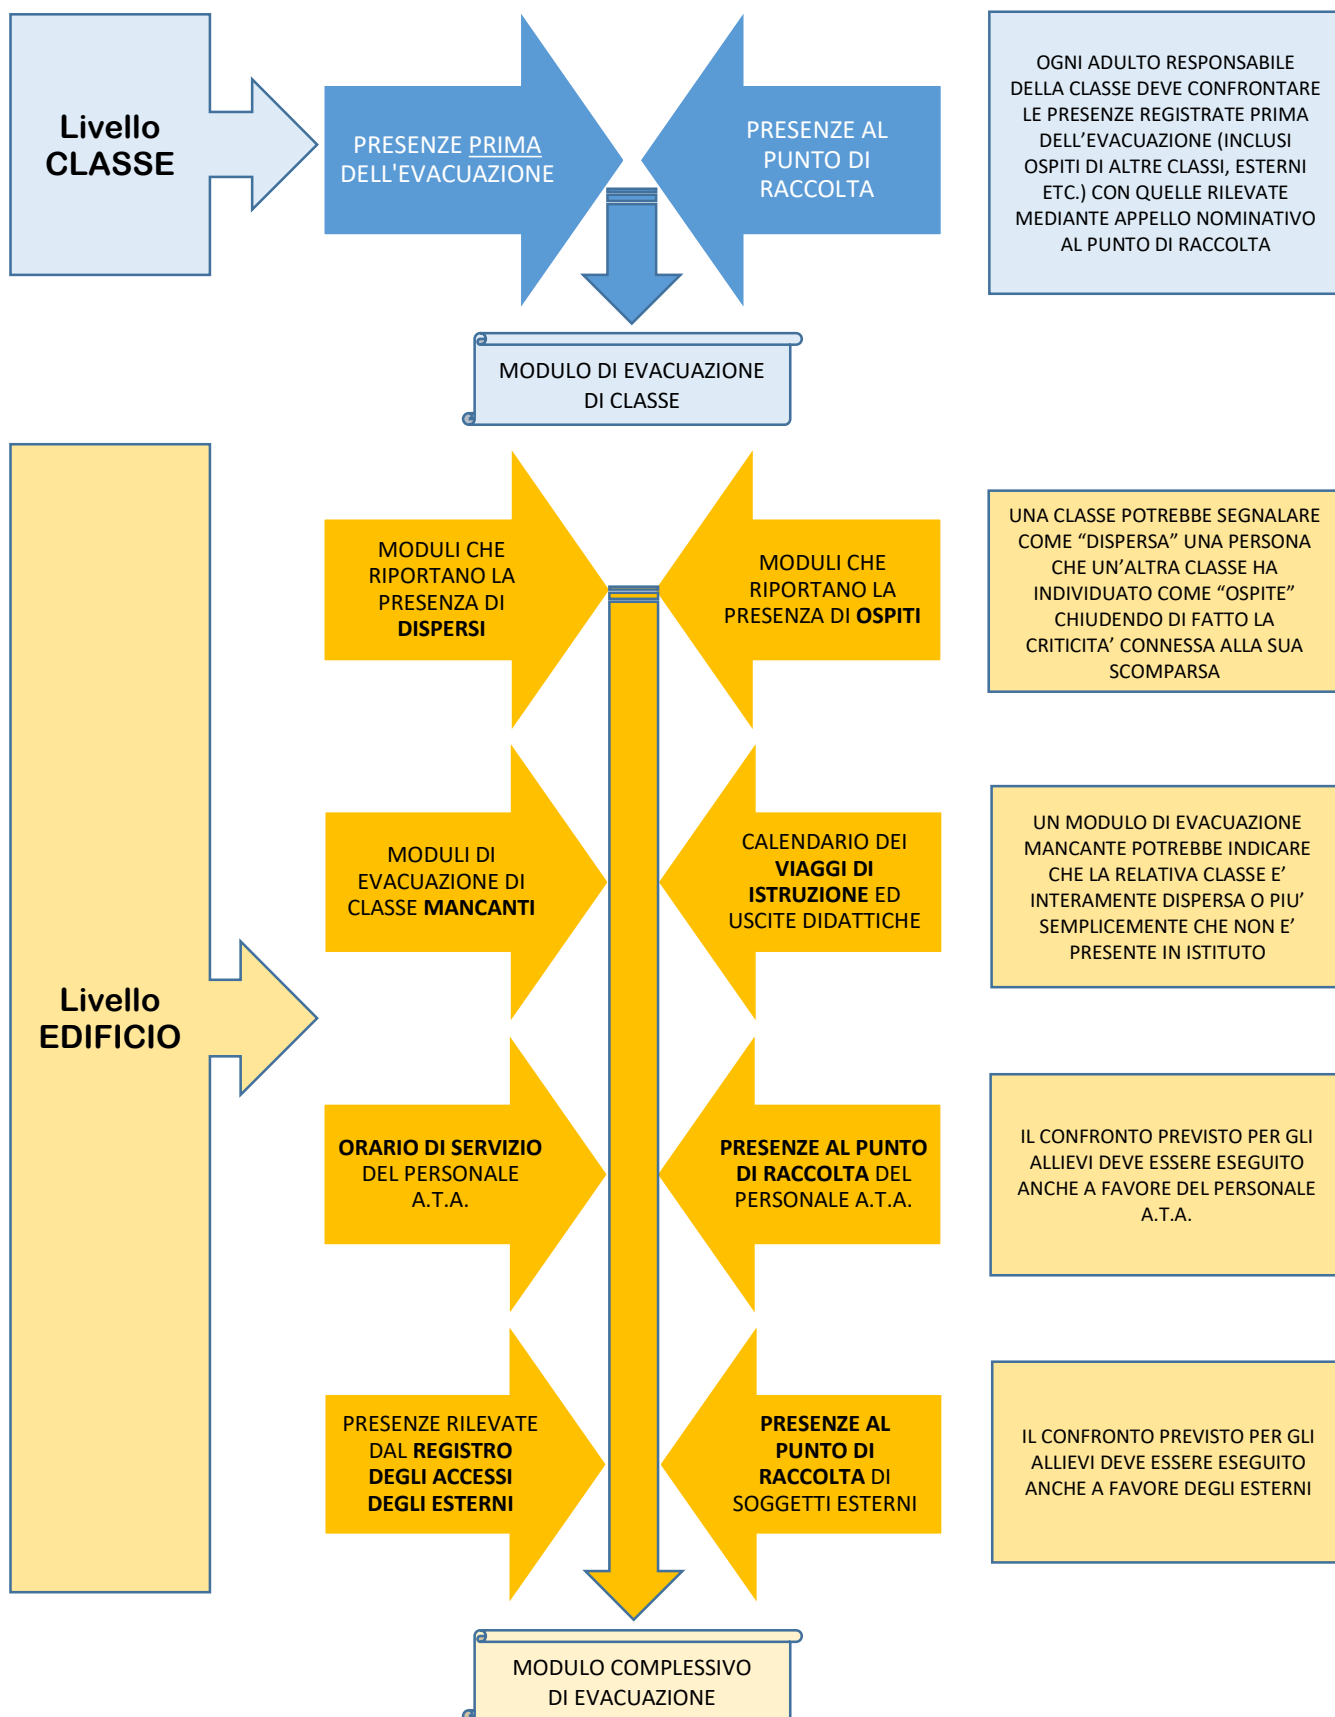 Livello
CLASSE
PRESENZE PRIMA
DELL'EVACUAZIONE
PRESENZE AL
PUNTO DI
RACCOLTA
OGNI ADULTO RESPONSABILE
DELLA CLASSE DEVE CONFRONTARE
LE PRESENZE REGISTRATE PRIMA
DELL’EVACUAZIONE (INCLUSI
OSPITI DI ALTRE CLASSI, ESTERNI
ETC.) CON QUELLE RILEVATE
MEDIANTE APPELLO NOMINATIVO
AL PUNTO DI RACCOLTA
MODULO DI EVACUAZIONE
DI CLASSE
Livello
EDIFICIO
MODULI CHE
RIPORTANO LA
PRESENZA DI
DISPERSI
MODULI CHE
RIPORTANO LA
PRESENZA DI OSPITI
UNA CLASSE POTREBBE SEGNALARE
COME “DISPERSA” UNA PERSONA
CHE UN’ALTRA CLASSE HA
INDIVIDUATO COME “OSPITE”
CHIUDENDO DI FATTO LA
CRITICITA’ CONNESSA ALLA SUA
SCOMPARSA
MODULI DI
EVACUAZIONE DI
CLASSE MANCANTI
CALENDARIO DEI
VIAGGI DI
ISTRUZIONE ED
USCITE DIDATTICHE
UN MODULO DI EVACUAZIONE
MANCANTE POTREBBE INDICARE
CHE LA RELATIVA CLASSE E’
INTERAMENTE DISPERSA O PIU’
SEMPLICEMENTE CHE NON E’
PRESENTE IN ISTITUTO
ORARIO DI SERVIZIO
DEL PERSONALE
A.T.A.
PRESENZE AL PUNTO
DI RACCOLTA DEL
PERSONALE A.T.A.
IL CONFRONTO PREVISTO PER GLI
ALLIEVI DEVE ESSERE ESEGUITO
ANCHE A FAVORE DEL PERSONALE
A.T.A.
PRESENZE RILEVATE
DAL REGISTRO
DEGLI ACCESSI
DEGLI ESTERNI
PRESENZE AL
PUNTO DI
RACCOLTA DI
SOGGETTI ESTERNI
IL CONFRONTO PREVISTO PER GLI
ALLIEVI DEVE ESSERE ESEGUITO
ANCHE A FAVORE DEGLI ESTERNI
MODULO COMPLESSIVO
DI EVACUAZIONE